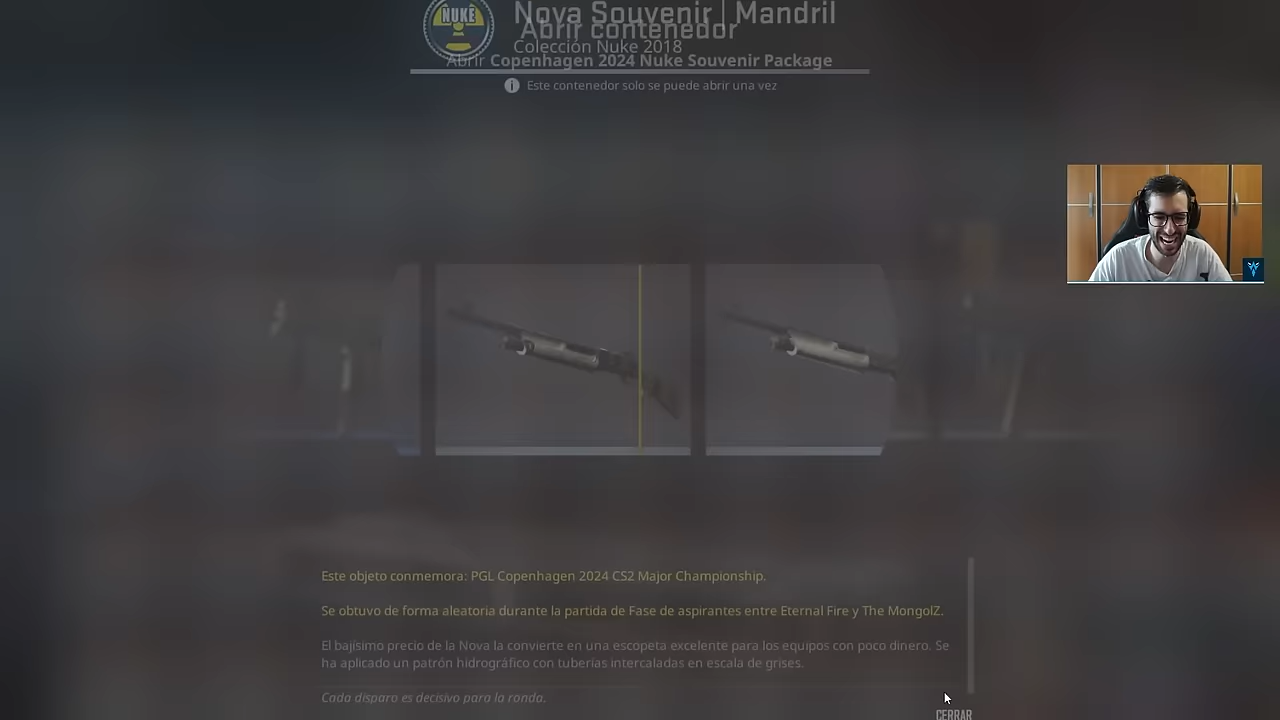 NUKE
Nova Souvenir | Mandril
Abrir contenedor
Colección Nuke 2018
Abrir Copenhagen 2024 Nuke Souvenir Package
Este contenedor solo se puede abrir una vez
Este objeto conmemora: PGL Copenhagen 2024 CS2 Major Championship.
Se obtuvo de forma aleatoria durante la partida de Fase de aspirantes entre Eternal Fire y The MongolZ.
El bajísimo precio de la Nova la convierte en una escopeta excelente para los equipos con poco dinero. Se
ha aplicado un patrón hidrográfico con tuberías intercaladas en escala de grises.
Cada disparo es decisivo para la ronda.
CERRAR